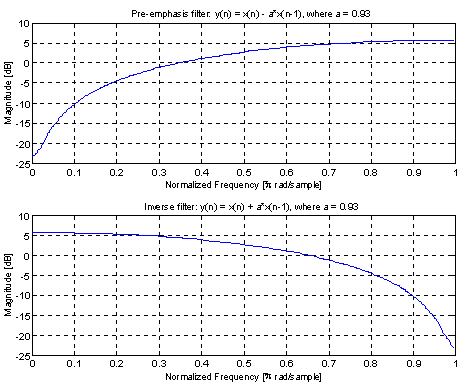 Pre-emphasis filter: y(n) = x(n) - a*x(n-1), where a = 0.93
10
5
0
-5
-10
-15
-20
-25
Magnitude [dB]
0 0.1 0.2 0.3 0.4 0.5 0.6 0.7 0.8 0.9 1
Normalized Frequency [π rad/sample]
Inverse filter: y(n) = x(n) + a*x(n-1), where a = 0.93
10
5
0
-5
-10
-15
-20
-25
Magnitude [dB]
0 0.1 0.2 0.3 0.4 0.5 0.6 0.7 0.8 0.9 1
Normalized Frequency [π rad/sample]